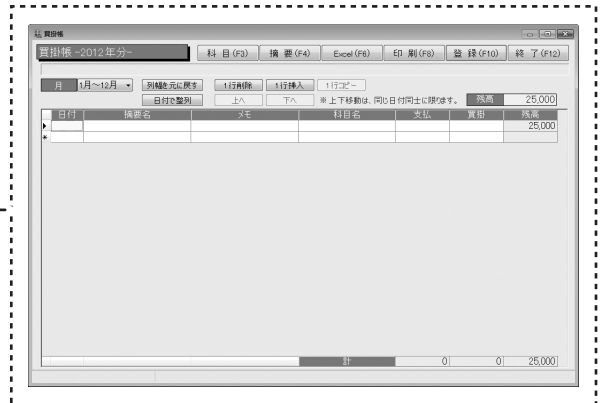 買掛帳
買掛帳 -2012年分-
科 目(F3) 摘 要(F4) Excel(F6) 印 刷(F8) 登 録(F10) 終 了(F12)
月 1月～12月 列幅を元に戻す 1行削除 1行挿入 1行コピー
日付で整列 上へ 下へ ※上下移動は、同じ日付同士に限ります。 残高 25,000
日付 摘要名 メモ 科目名 支払 買掛 残高
25,000
計 0 0 25,000